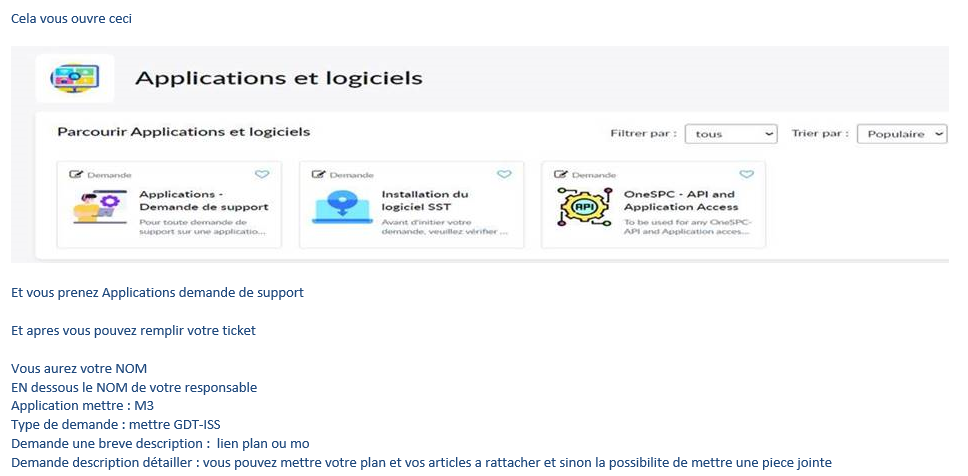 Cela vous ouvre ceci
Applications et logiciels
Parcourir Applications et logiciels
Filtrer par :
tous
Trier par :
Populaire
Demande
Applications -
Demande de support
Pour toute demande de
support sur une applicatio...
Demande
Installation du
logiciel SST
Avant d'initier votre
demande, veuillez vérifier ...
Demande
API
OneSPC - API and
Application Access
To be used for any OneSPC-
API and Application acces...
Et vous prenez Applications demande de support
Et apres vous pouvez remplir votre ticket
Vous aurez votre NOM
EN dessous le NOM de votre responsable
Application mettre : M3
Type de demande : mettre GDT-ISS
Demande une breve description :  lien plan ou mo
Demande description détailler : vous pouvez mettre votre plan et vos articles a rattacher et sinon la possibilite de mettre une piece jointe